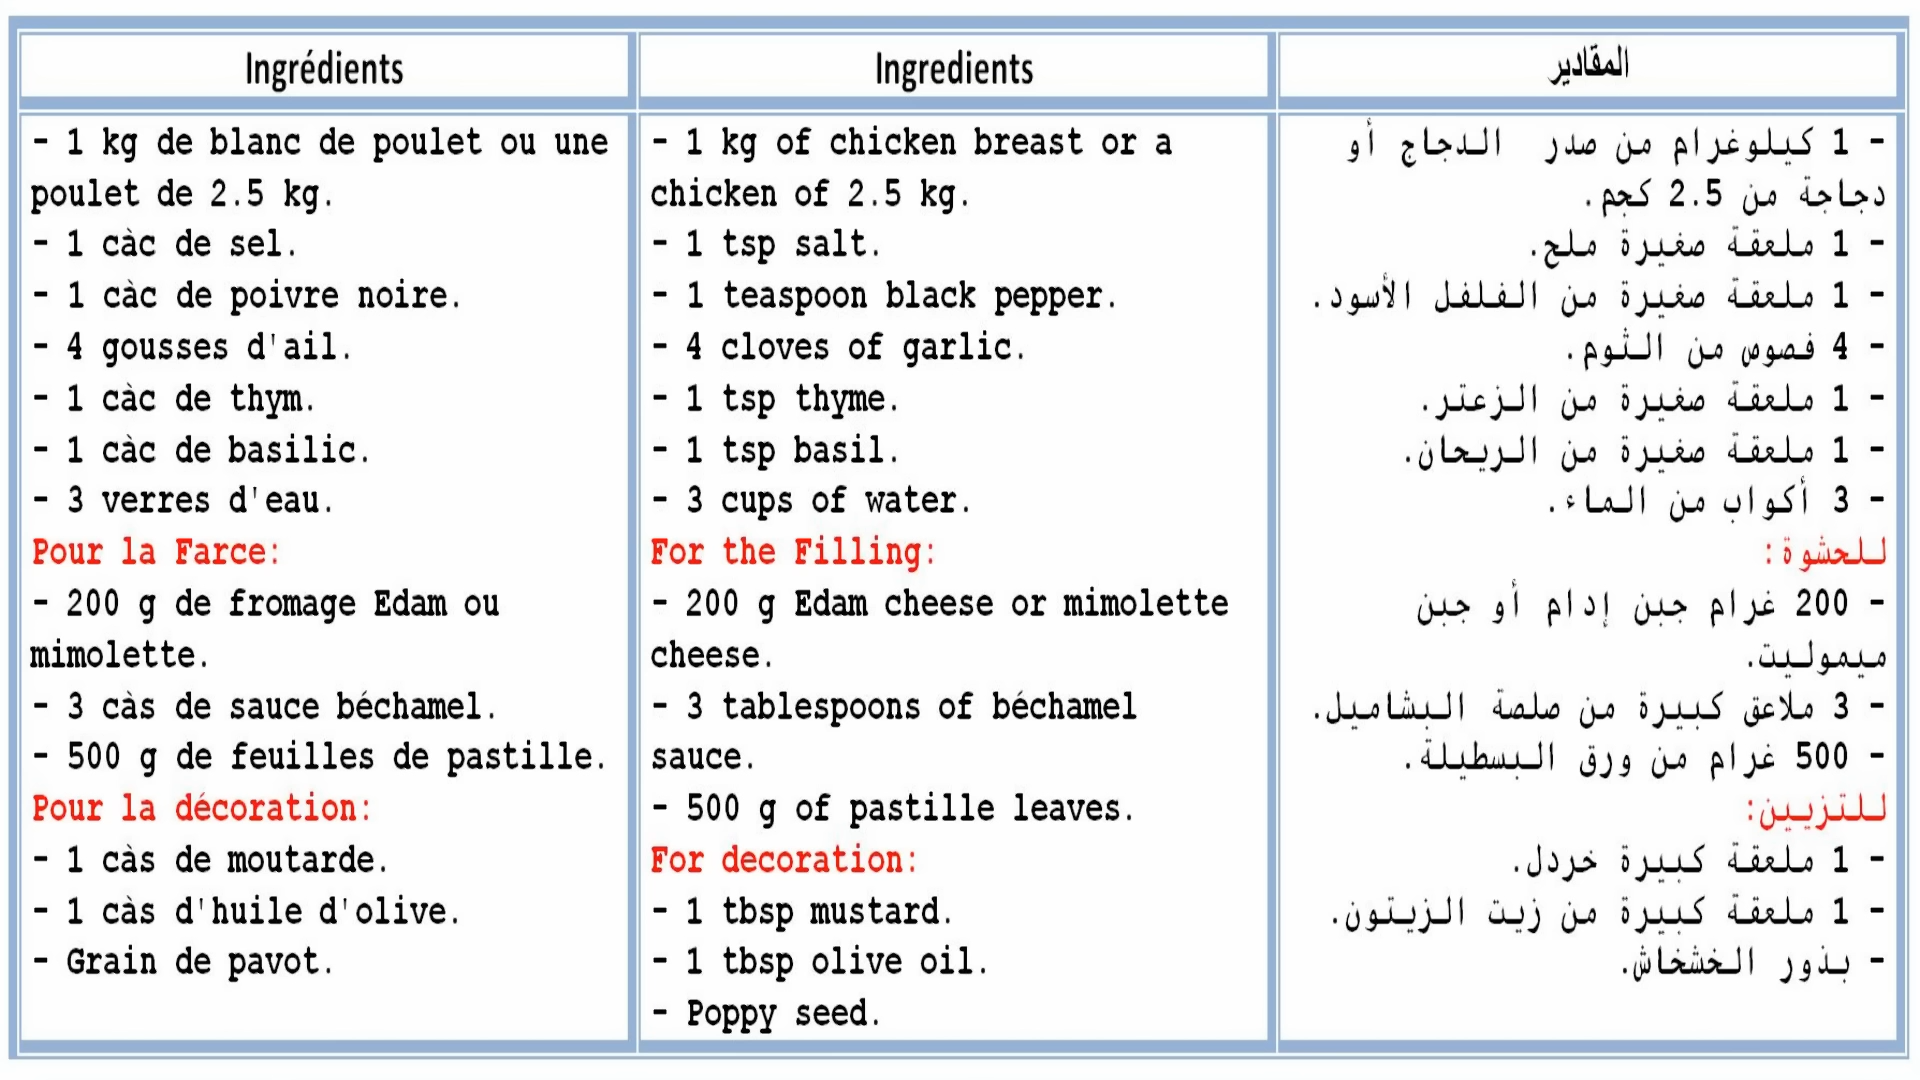 Ingrédients
- 1 kg de blanc de poulet ou une
poulet de 2.5 kg.
- 1 càc de sel.
- 1 càc de poivre noire.
- 4 gousses d'ail.
- 1 càc de thym.
- 1 càc de basilic.
- 3 verres d'eau.
Pour la Farce:
- 200 g de fromage Edam ou
mimolette.
- 3 càs de sauce béchamel.
- 500 g de feuilles de pastille.
Pour la décoration:
- 1 càs de moutarde.
- 1 càs d'huile d'olive.
- Grain de pavot.
Ingredients
- 1 kg of chicken breast or a
chicken of 2.5 kg.
- 1 tsp salt.
- 1 teaspoon black pepper.
- 4 cloves of garlic.
- 1 tsp thyme.
- 1 tsp basil.
- 3 cups of water.
For the Filling:
- 200 g Edam cheese or mimolette
cheese.
- 3 tablespoons of béchamel
sauce.
- 500 g of pastille leaves.
For decoration:
- 1 tbsp mustard.
- 1 tbsp olive oil.
- Poppy seed.
المقادير
- 1 كيلوغرام من صدر الدجاج أو
دجاجة من 2.5 كجم.
- 1 ملعقة صغيرة ملح.
- 1 ملعقة صغيرة من الفلفل الأسود.
- 4 فصوص من الثوم.
- 1 ملعقة صغيرة من الزعتر.
- 1 ملعقة صغيرة من الريحان.
- 3 أكواب من الماء.
للحشوة:
- 200 غرام جبن إدام أو جبن
ميموليت.
- 3 ملاعق كبيرة من صلصة البشاميل.
- 500 غرام من ورق البسطيلة.
للتزيين:
- 1 ملعقة كبيرة خردل.
- 1 ملعقة كبيرة من زيت الزيتون.
- بذور الخشخاش.